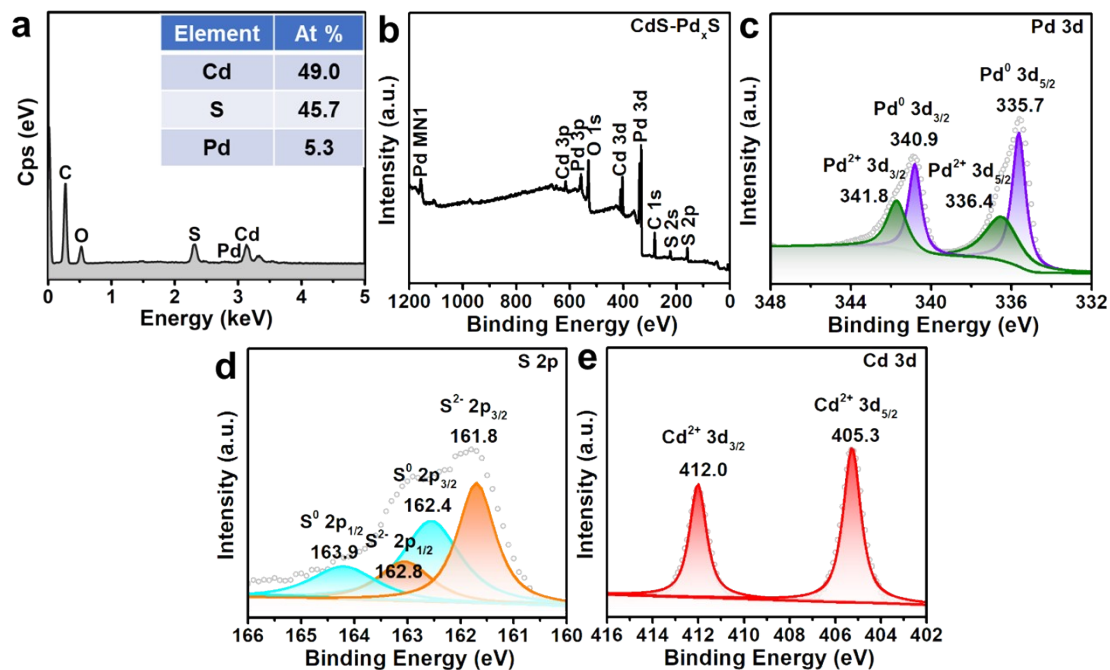 a
Element At %
Cd 49.0
S 45.7
Pd 5.3
Cps (eV)
C
O
S
Pd
Cd
0 1 2 3 4 5
Energy (keV)
b
CdS-PdₓS
Intensity (a.u.)
Pd MN1
Cd 3p
Pd 3p
O 1s
Cd 3d
Pd 3d
C 1s
S 2s
S 2p
1200 1000 800 600 400 200 0
Binding Energy (eV)
c
Pd 3d
Intensity (a.u.)
Pd⁰ 3d₅/₂
335.7
Pd⁰ 3d₃/₂
340.9
Pd²⁺ 3d₃/₂
341.8
Pd²⁺ 3d₅/₂
336.4
348 344 340 336 332
Binding Energy (eV)
d
S 2p
Intensity (a.u.)
S²⁻ 2p₃/₂
161.8
S⁰ 2p₃/₂
162.4
S⁰ 2p₁/₂
163.9
S²⁻ 2p₁/₂
162.8
166 165 164 163 162 161 160
Binding Energy (eV)
e
Cd 3d
Intensity (a.u.)
Cd²⁺ 3d₅/₂
405.3
Cd²⁺ 3d₃/₂
412.0
416 414 412 410 408 406 404 402
Binding Energy (eV)